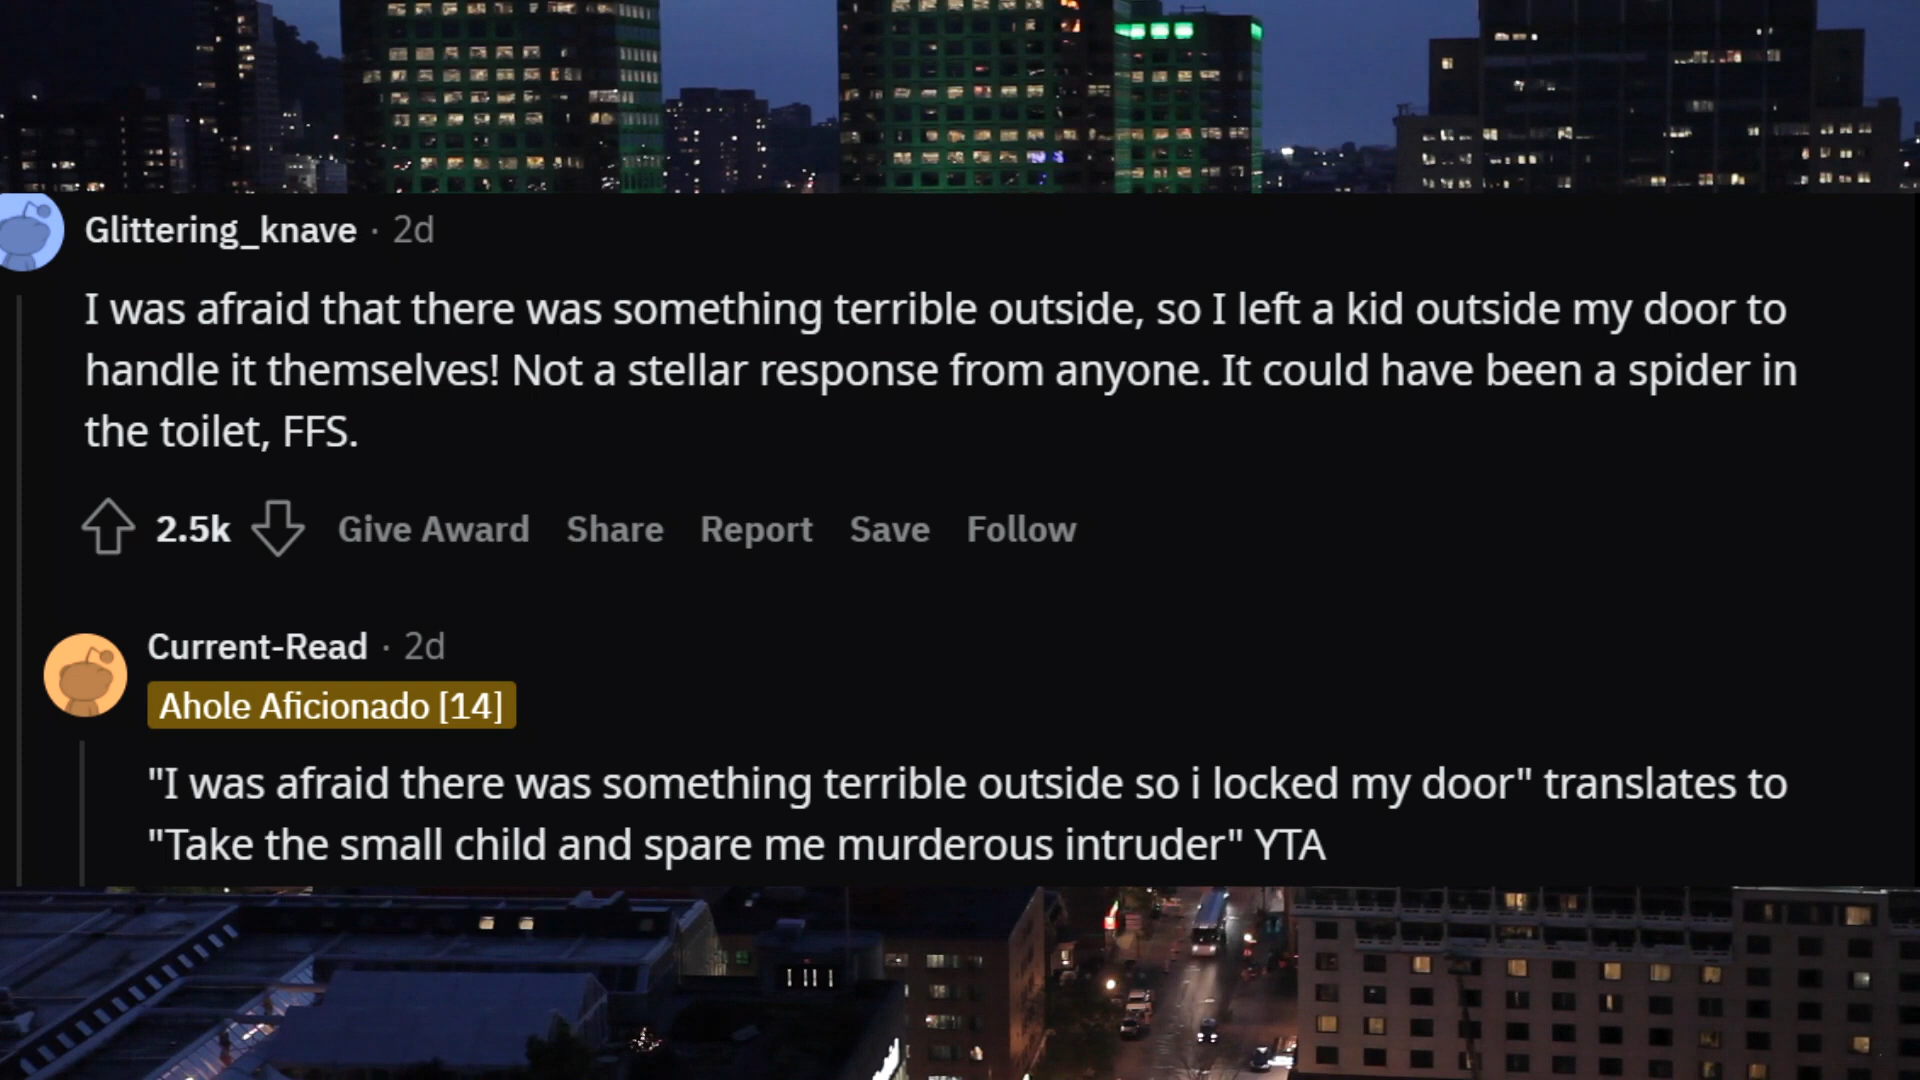 Glittering_knave · 2d
I was afraid that there was something terrible outside, so I left a kid outside my door to
handle it themselves! Not a stellar response from anyone. It could have been a spider in
the toilet, FFS.
2.5k Give Award Share Report Save Follow
Current-Read · 2d
Ahole Aficionado [14]
"I was afraid there was something terrible outside so i locked my door" translates to
"Take the small child and spare me murderous intruder" YTA